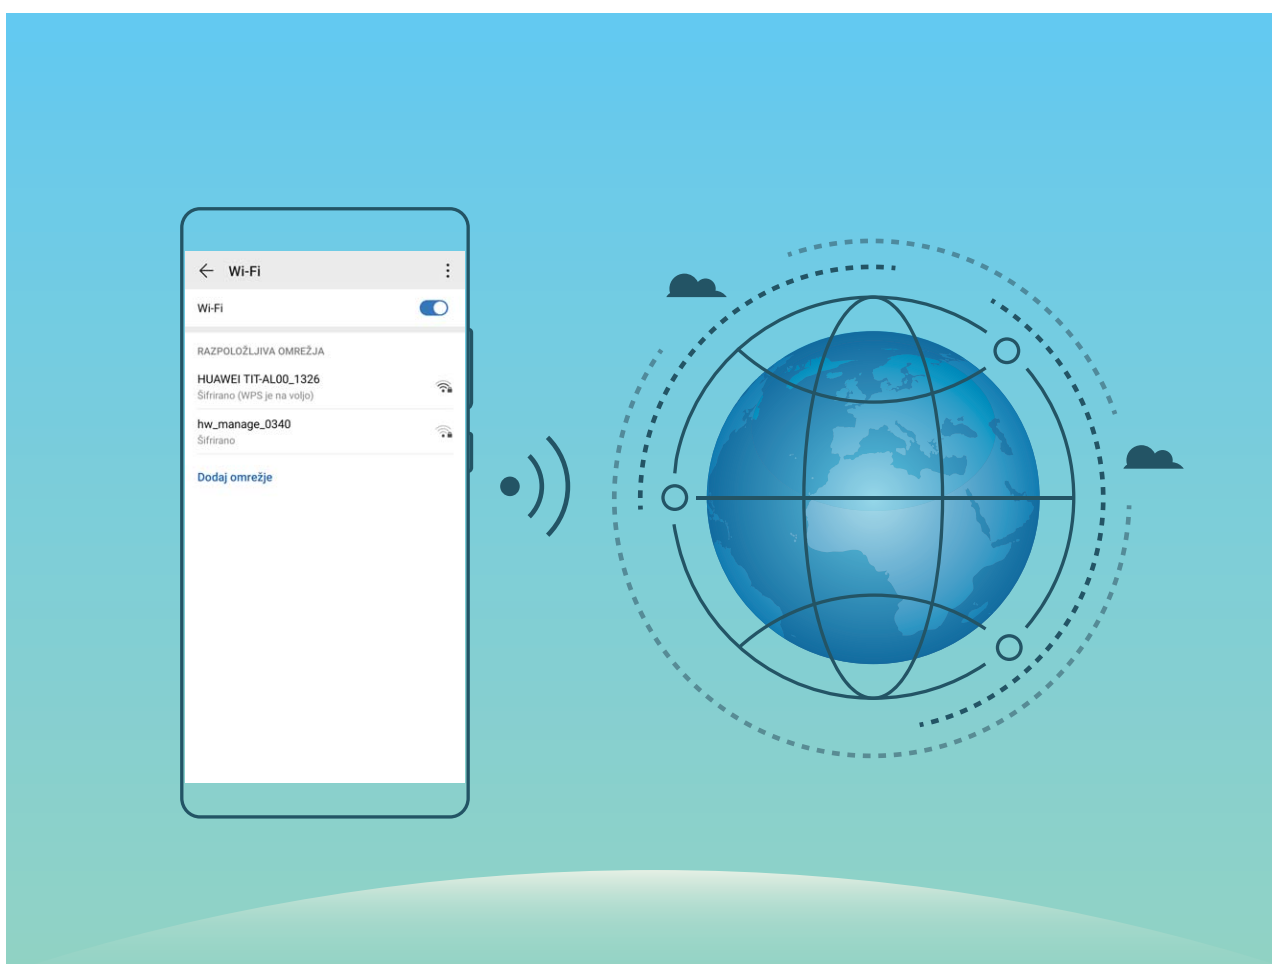 Wi-Fi
Wi-Fi
RAZPOLOŽLJIVA OMREŽJA
HUAWEI TIT-AL00_1326
Šifrirano (WPS je na voljo)
hw_manage_0340
Šifrirano
Dodaj omrežje